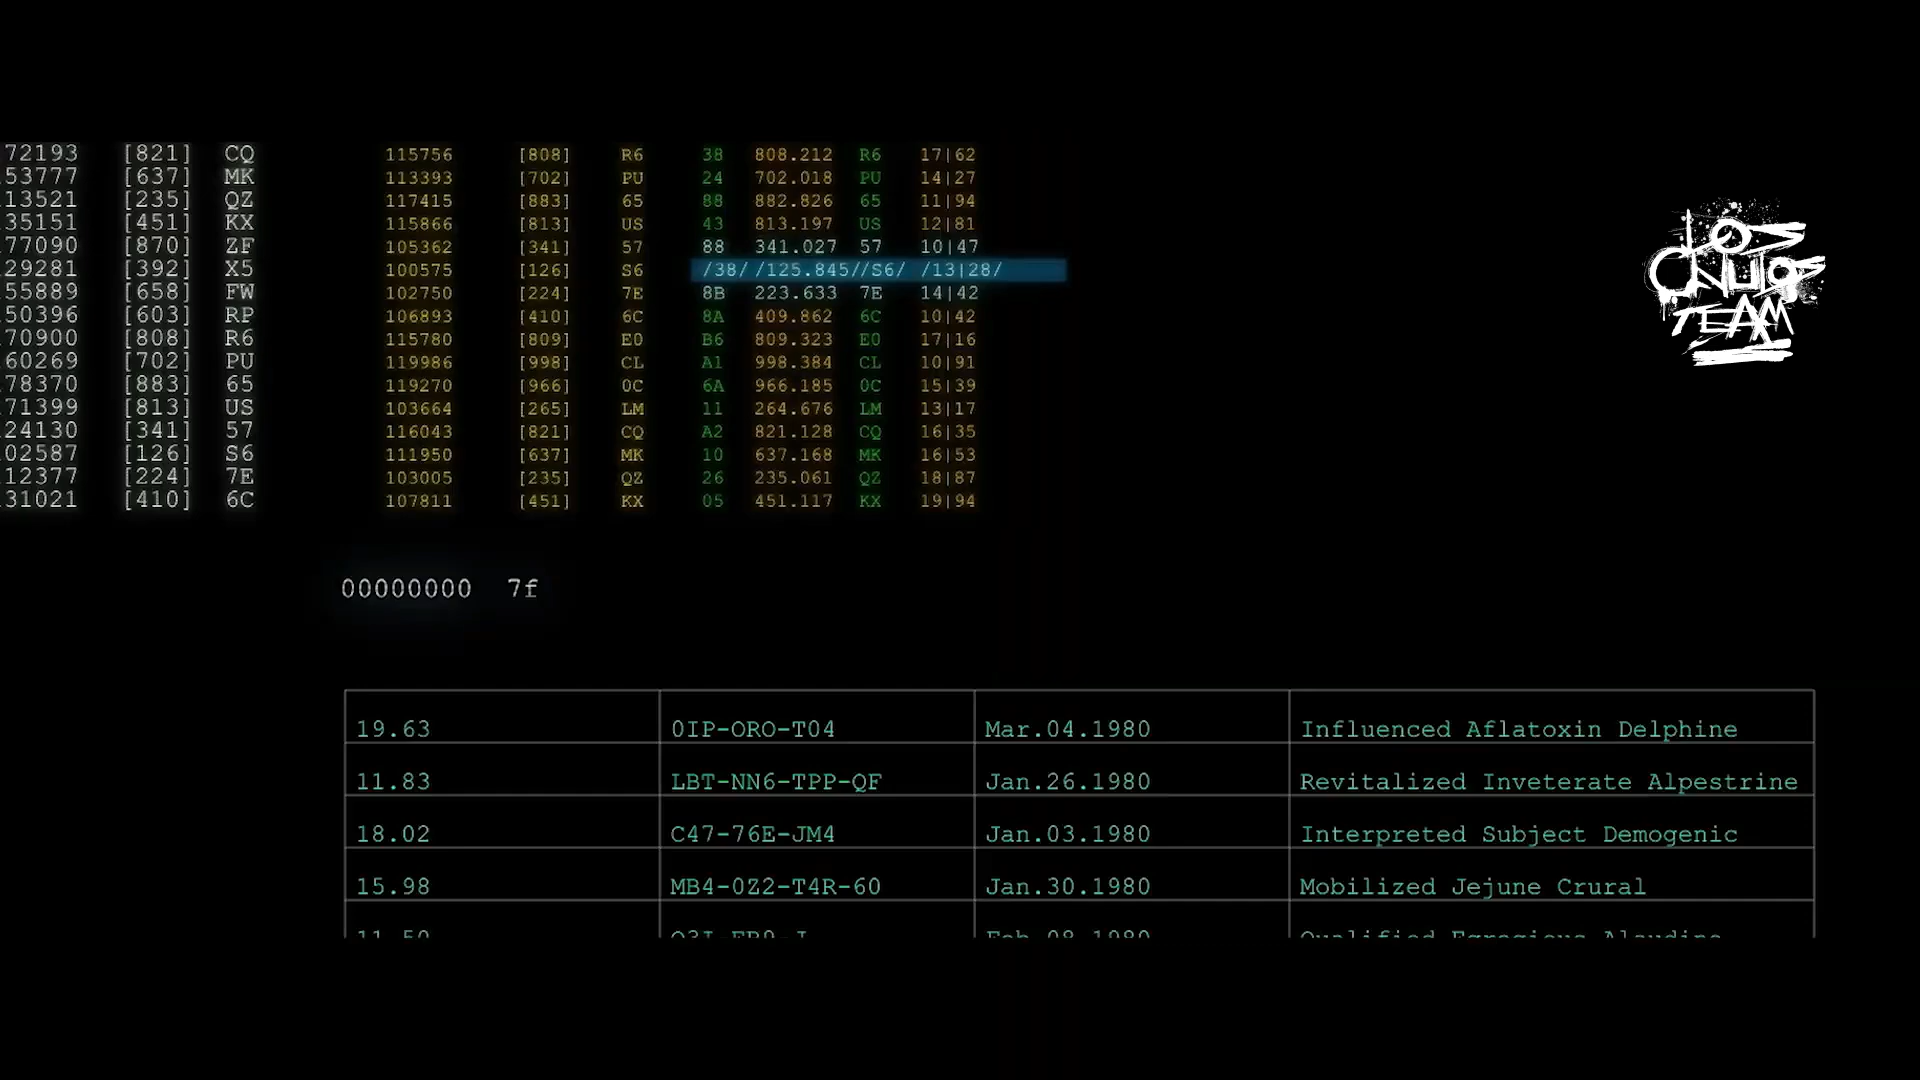 72193 [821] CQ 115756 [808] R6 38 808.212 R6 17|62
53777 [637] MK 113393 [702] PU 24 702.018 PU 14|27
13521 [235] QZ 117415 [883] 65 88 882.826 65 11|94
35151 [451] KX 115866 [813] US 43 813.197 US 12|81
77090 [870] ZF 105362 [341] 57 88 341.027 57 10|47
29281 [392] X5 100575 [126] S6 /38/ /125.845//S6/ /13|28/
55889 [658] FW 102750 [224] 7E 8B 223.633 7E 14|42
50396 [603] RP 106893 [410] 6C 8A 409.862 6C 10|42
70900 [808] R6 115780 [809] E0 B6 809.323 E0 17|16
60269 [702] PU 119986 [998] CL A1 998.384 CL 10|91
78370 [883] 65 119270 [966] 0C 6A 966.185 0C 15|39
71399 [813] US 103664 [265] LM 11 264.676 LM 13|17
24130 [341] 57 116043 [821] CQ A2 821.128 CQ 16|35
02587 [126] S6 111950 [637] MK 10 637.168 MK 16|53
12377 [224] 7E 103005 [235] QZ 26 235.061 QZ 18|87
31021 [410] 6C 107811 [451] KX 05 451.117 KX 19|94
LOS
CHULOS
TEAM
00000000 7f
19.63 0IP-ORO-T04 Mar.04.1980 Influenced Aflatoxin Delphine
11.83 LBT-NN6-TPP-QF Jan.26.1980 Revitalized Inveterate Alpestrine
18.02 C47-76E-JM4 Jan.03.1980 Interpreted Subject Demogenic
15.98 MB4-0Z2-T4R-60 Jan.30.1980 Mobilized Jejune Crural
11.50 Feb.08.1980 Qualified Egregious Alaudine